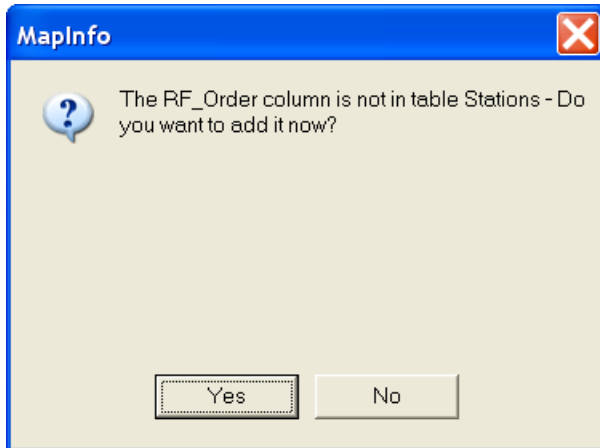 MapInfo
The RF_Order column is not in table Stations - Do
you want to add it now?
Yes
No